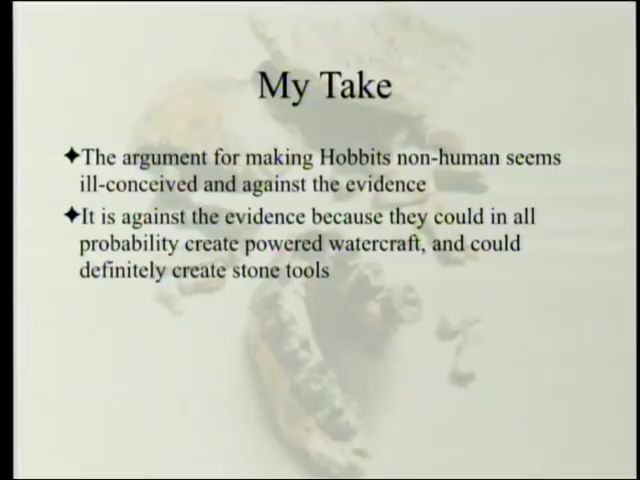 My Take
✦The argument for making Hobbits non-human seems
ill-conceived and against the evidence
✦It is against the evidence because they could in all
probability create powered watercraft, and could
definitely create stone tools